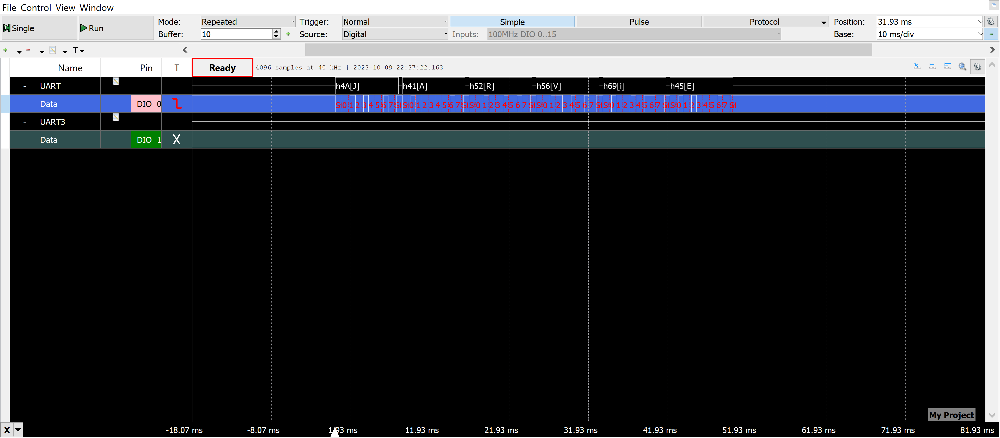 File Control View Window
Single Run Mode: Repeated Trigger: Normal Simple Pulse Protocol Position: 31.93 ms
Buffer: 10 Source: Digital Inputs: 100MHz DIO 0..15 Base: 10 ms/div
T
Name Pin T Ready 4096 samples at 40 kHz | 2023-10-09 22:37:22.163
- UART h4A[J] h41[A] h52[R] h56[V] h69[i] h45[E]
Data DIO 0 0 1 2 3 4 5 6 7 0 1 2 3 4 5 6 7 0 1 2 3 4 5 6 7 0 1 2 3 4 5 6 7 0 1 2 3 4 5 6 7 0 1 2 3 4 5 6 7
- UART3
Data DIO 1 X
My Project
X -18.07 ms -8.07 ms 1.93 ms 11.93 ms 21.93 ms 31.93 ms 41.93 ms 51.93 ms 61.93 ms 71.93 ms 81.93 ms